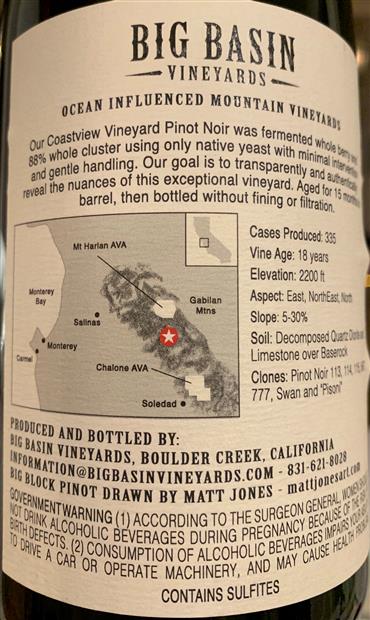 BIG BASIN
VINEYARDS
OCEAN INFLUENCED MOUNTAIN VINEYARDS
Our Coastview Vineyard Pinot Noir was fermented whole berry and
88% whole cluster using only native yeast with minimal intervention
and gentle handling. Our goal is to transparently and authentically
reveal the nuances of this exceptional vineyard. Aged for 15 months in
barrel, then bottled without fining or filtration.
Mt Harlan AVA
Monterey
Bay
Gabilan
Mtns
Salinas
Monterey
Carmel
Chalone AVA
Soledad
Cases Produced: 335
Vine Age: 18 years
Elevation: 2200 ft
Aspect: East, NorthEast, North
Slope: 5-30%
Soil: Decomposed Quartz Diorite and
Limestone over Baserock
Clones: Pinot Noir 113, 114, 115,
777, Swan and "Pisoni"
PRODUCED AND BOTTLED BY:
BIG BASIN VINEYARDS, BOULDER CREEK, CALIFORNIA
INFORMATION@BIGBASINVINEYARDS.COM - 831-621-8028
BIG BLOCK PINOT DRAWN BY MATT JONES - mattjonesart.com
GOVERNMENT WARNING (1) ACCORDING TO THE SURGEON GENERAL, WOMEN SHOULD
NOT DRINK ALCOHOLIC BEVERAGES DURING PREGNANCY BECAUSE OF THE
BIRTH DEFECTS. (2) CONSUMPTION OF ALCOHOLIC BEVERAGES IMPAIRS YOUR
TO DRIVE A CAR OR OPERATE MACHINERY, AND MAY CAUSE HEALTH
CONTAINS SULFITES